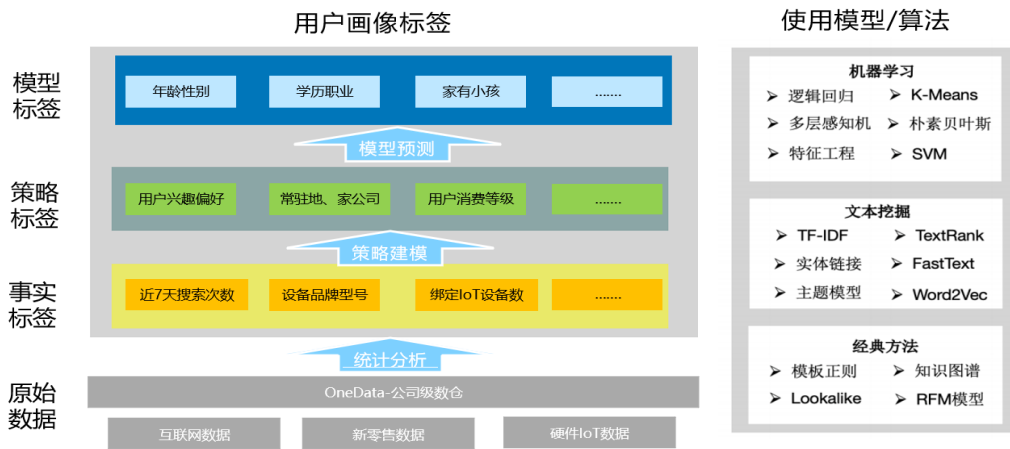 用户画像标签
使用模型/算法
模型
标签
年龄性别
学历职业
家有小孩
.......
模型预测
策略
标签
用户兴趣偏好
常驻地、家公司
用户消费等级
.......
策略建模
事实
标签
近7天搜索次数
设备品牌型号
绑定IoT设备数
.......
统计分析
原始
数据
OneData-公司级数仓
互联网数据
新零售数据
硬件IoT数据
机器学习
➢ 逻辑回归
➢ K-Means
➢ 多层感知机
➢ 朴素贝叶斯
➢ 特征工程
➢ SVM
文本挖掘
➢ TF-IDF
➢ TextRank
➢ 实体链接
➢ FastText
➢ 主题模型
➢ Word2Vec
经典方法
➢ 模板正则
➢ 知识图谱
➢ Lookalike
➢ RFM模型